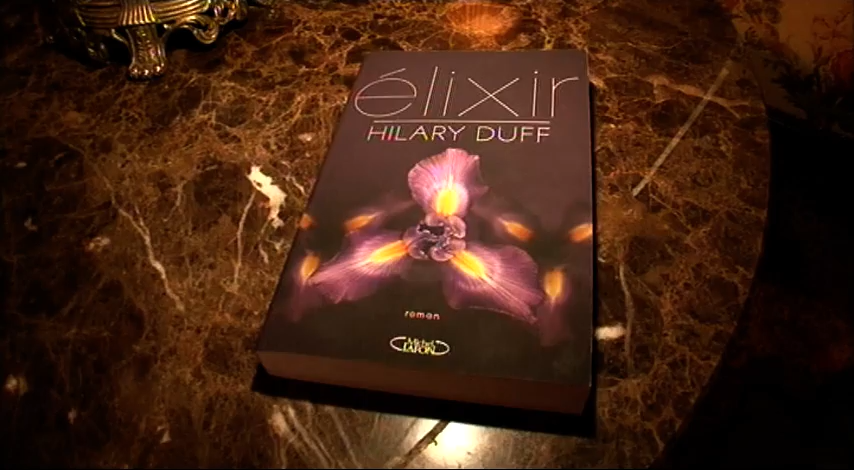 élixir
HILARY DUFF
roman
Michel
LAFON